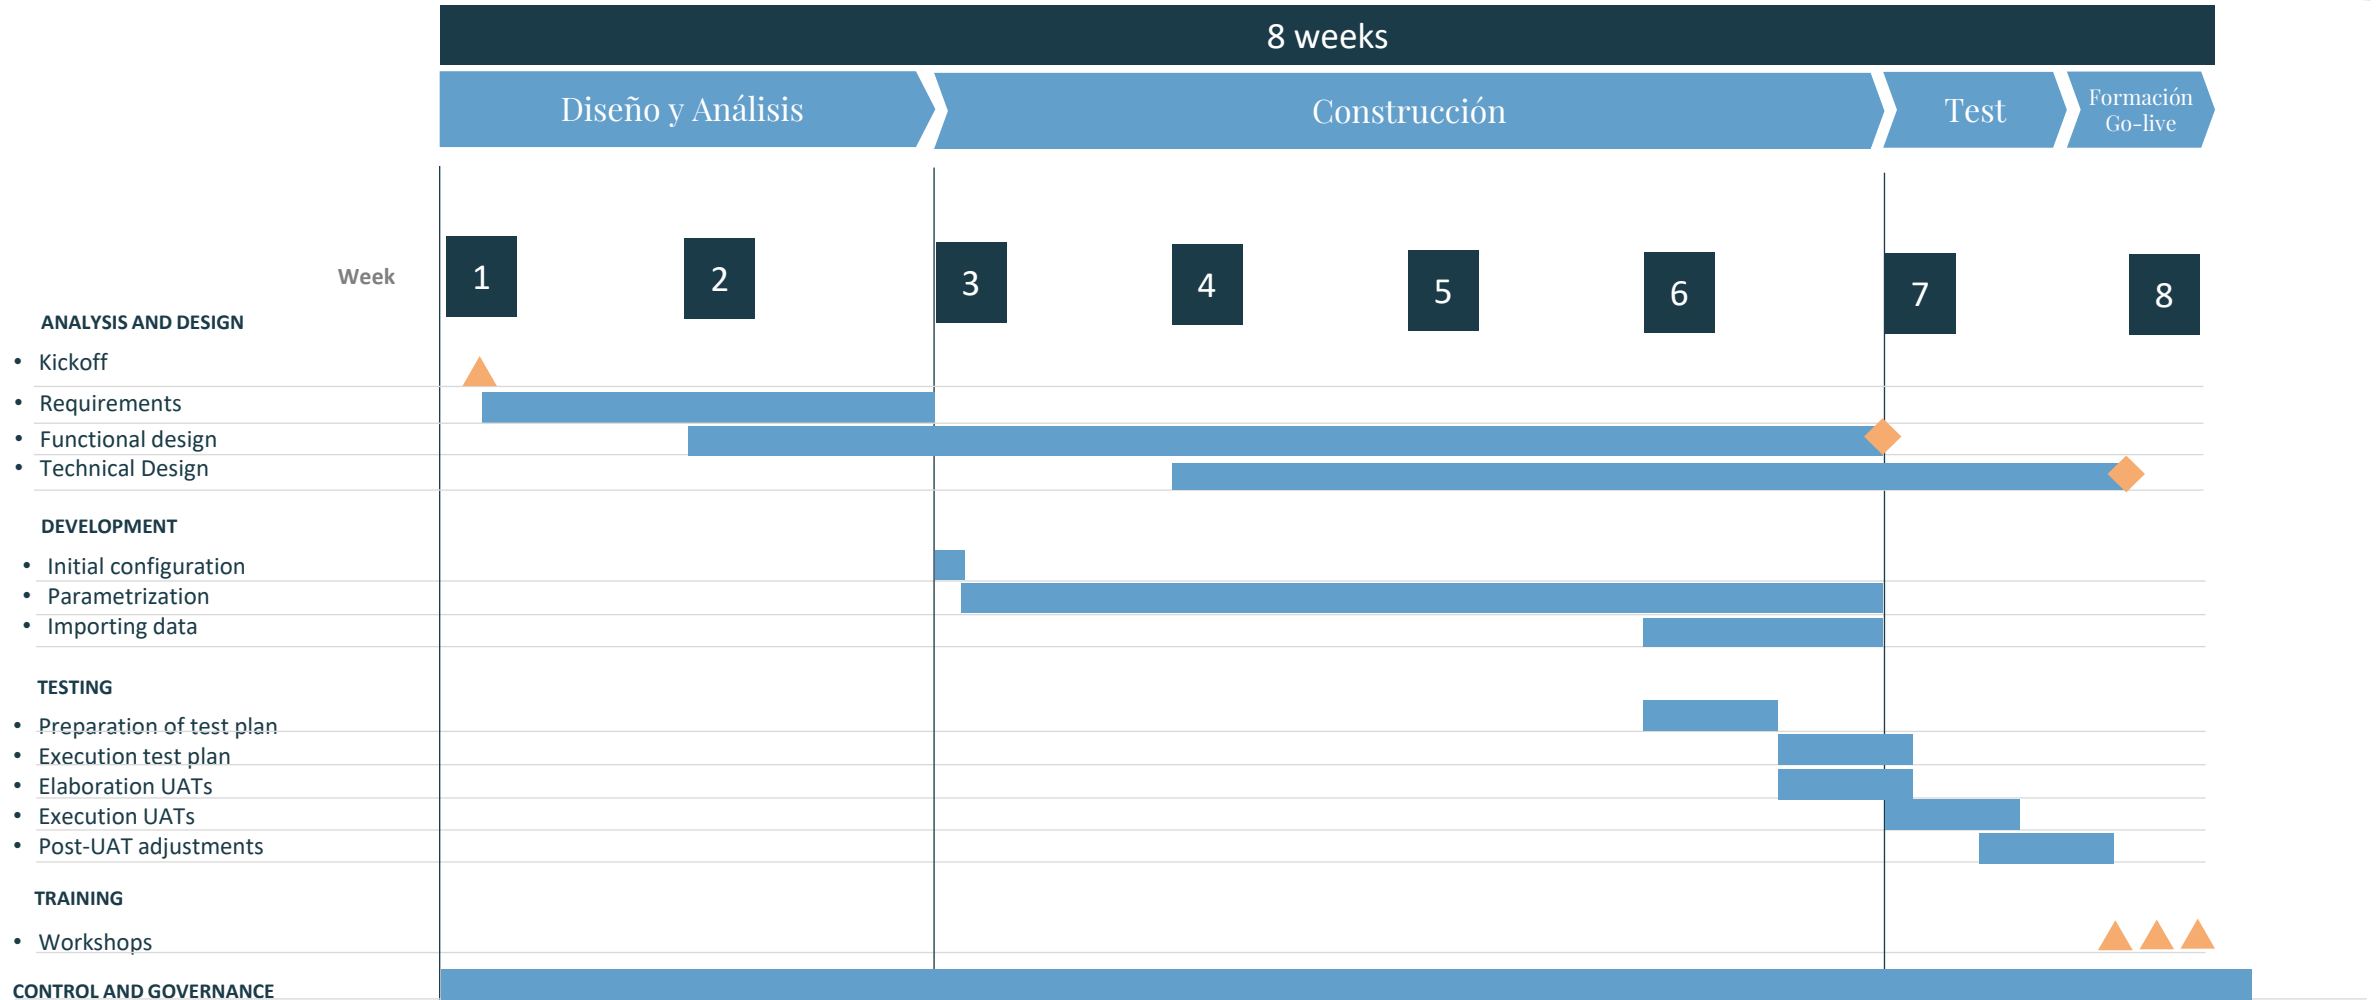 8 weeks
Diseño y Análisis
Construcción
Test
Formación
Go-live
Week
1
2
3
4
5
6
7
8
ANALYSIS AND DESIGN
• Kickoff
• Requirements
• Functional design
• Technical Design
DEVELOPMENT
• Initial configuration
• Parametrization
• Importing data
TESTING
• Preparation of test plan
• Execution test plan
• Elaboration UATs
• Execution UATs
• Post-UAT adjustments
TRAINING
• Workshops
CONTROL AND GOVERNANCE